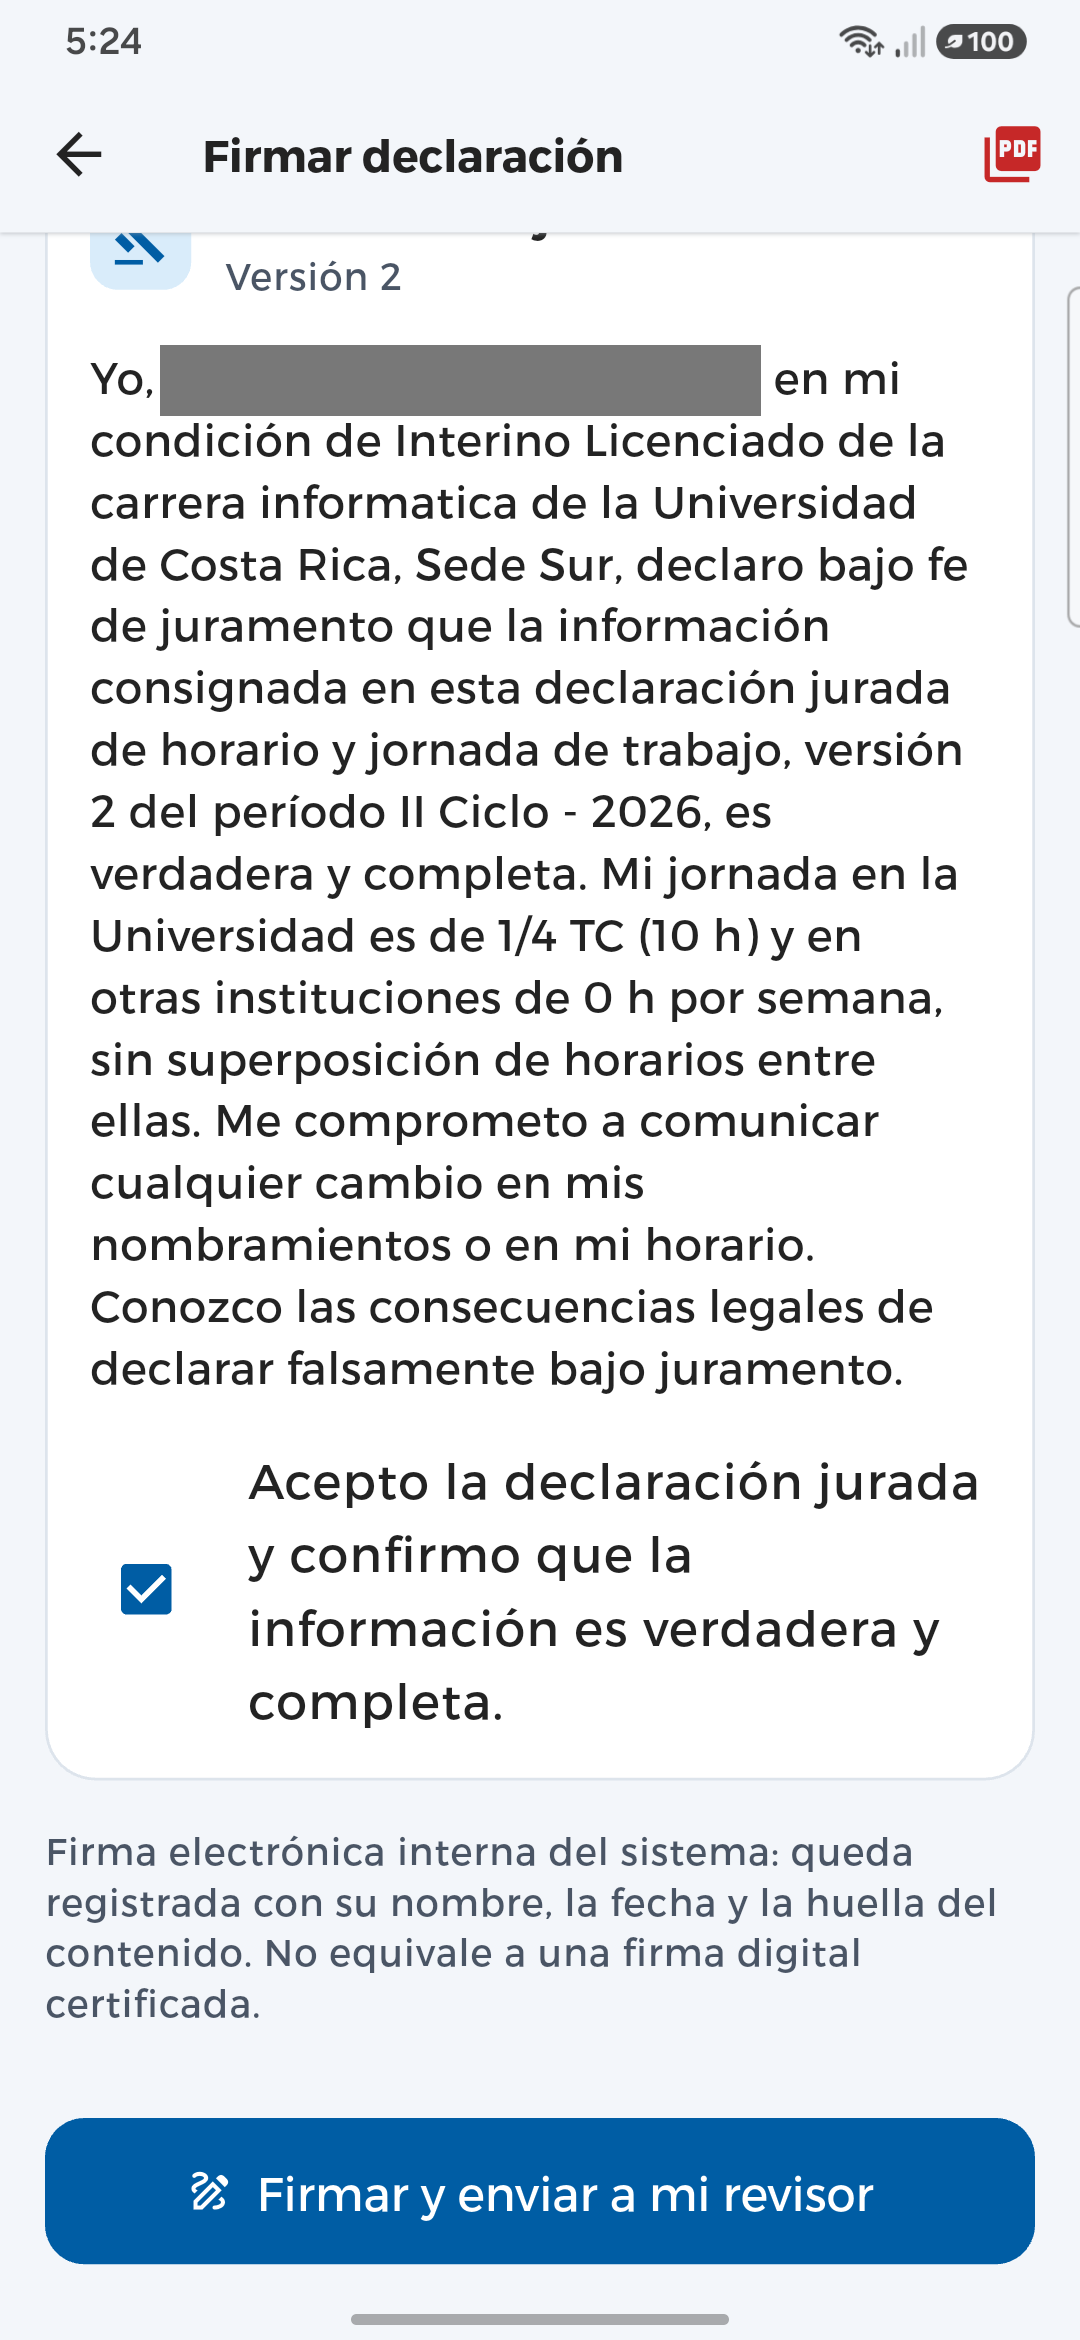 5:24
100
Firmar declaración
PDF
Versión 2
Yo, en mi
condición de Interino Licenciado de la
carrera informatica de la Universidad
de Costa Rica, Sede Sur, declaro bajo fe
de juramento que la información
consignada en esta declaración jurada
de horario y jornada de trabajo, versión
2 del período II Ciclo - 2026, es
verdadera y completa. Mi jornada en la
Universidad es de 1/4 TC (10 h) y en
otras instituciones de 0 h por semana,
sin superposición de horarios entre
ellas. Me comprometo a comunicar
cualquier cambio en mis
nombramientos o en mi horario.
Conozco las consecuencias legales de
declarar falsamente bajo juramento.
Acepto la declaración jurada
y confirmo que la
información es verdadera y
completa.
Firma electrónica interna del sistema: queda
registrada con su nombre, la fecha y la huella del
contenido. No equivale a una firma digital
certificada.
Firmar y enviar a mi revisor